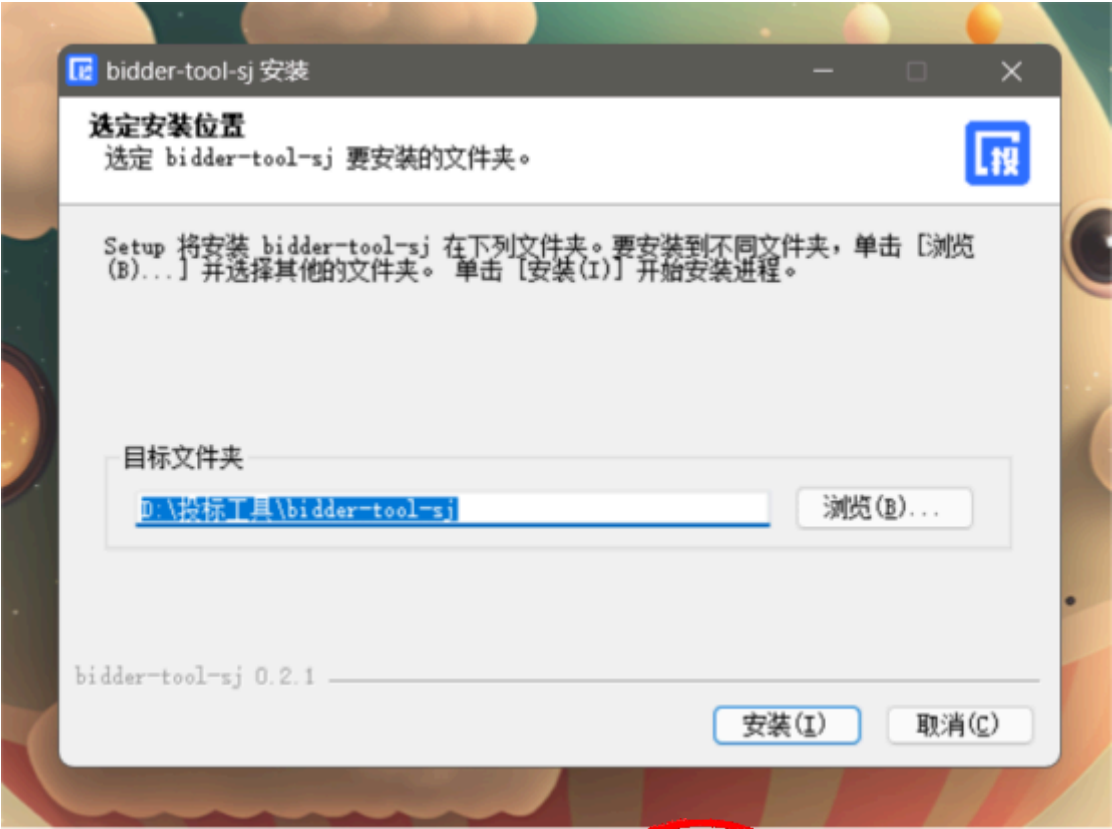 bidder-tool-sj 安装
选定安装位置
选定 bidder-tool-sj 要安装的文件夹。
投
Setup 将安装 bidder-tool-sj 在下列文件夹。要安装到不同文件夹，单击 [浏览
(B)...] 并选择其他的文件夹。 单击 [安装(I)] 开始安装进程。
目标文件夹
D:\投标工具\bidder-tool-sj
浏览(B)...
bidder-tool-sj 0.2.1
安装(I)
取消(C)